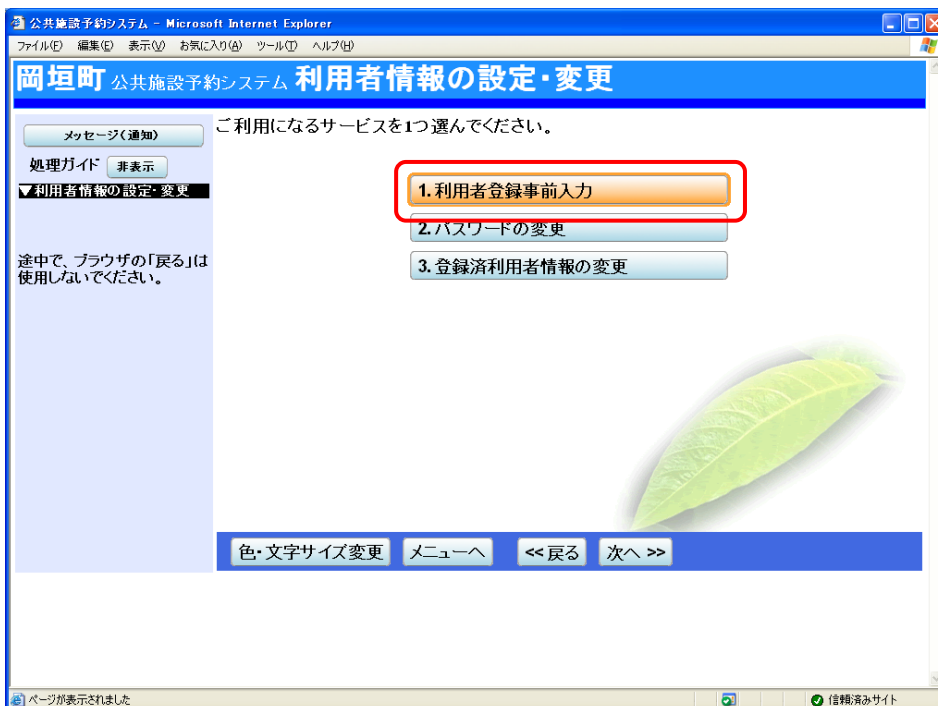 公共施設予約システム - Microsoft Internet Explorer
ファイル(F) 編集(E) 表示(V) お気に入り(A) ツール(T) ヘルプ(H)
岡垣町 公共施設予約システム 利用者情報の設定・変更
メッセージ(通知)
処理ガイド 非表示
▼利用者情報の設定・変更
途中で、ブラウザの「戻る」は
使用しないでください。
ご利用になるサービスを1つ選んでください。
1. 利用者登録事前入力
2. パスワードの変更
3. 登録済利用者情報の変更
色・文字サイズ変更 メニューへ <<戻る 次へ >>
ページが表示されました 信頼済みサイト